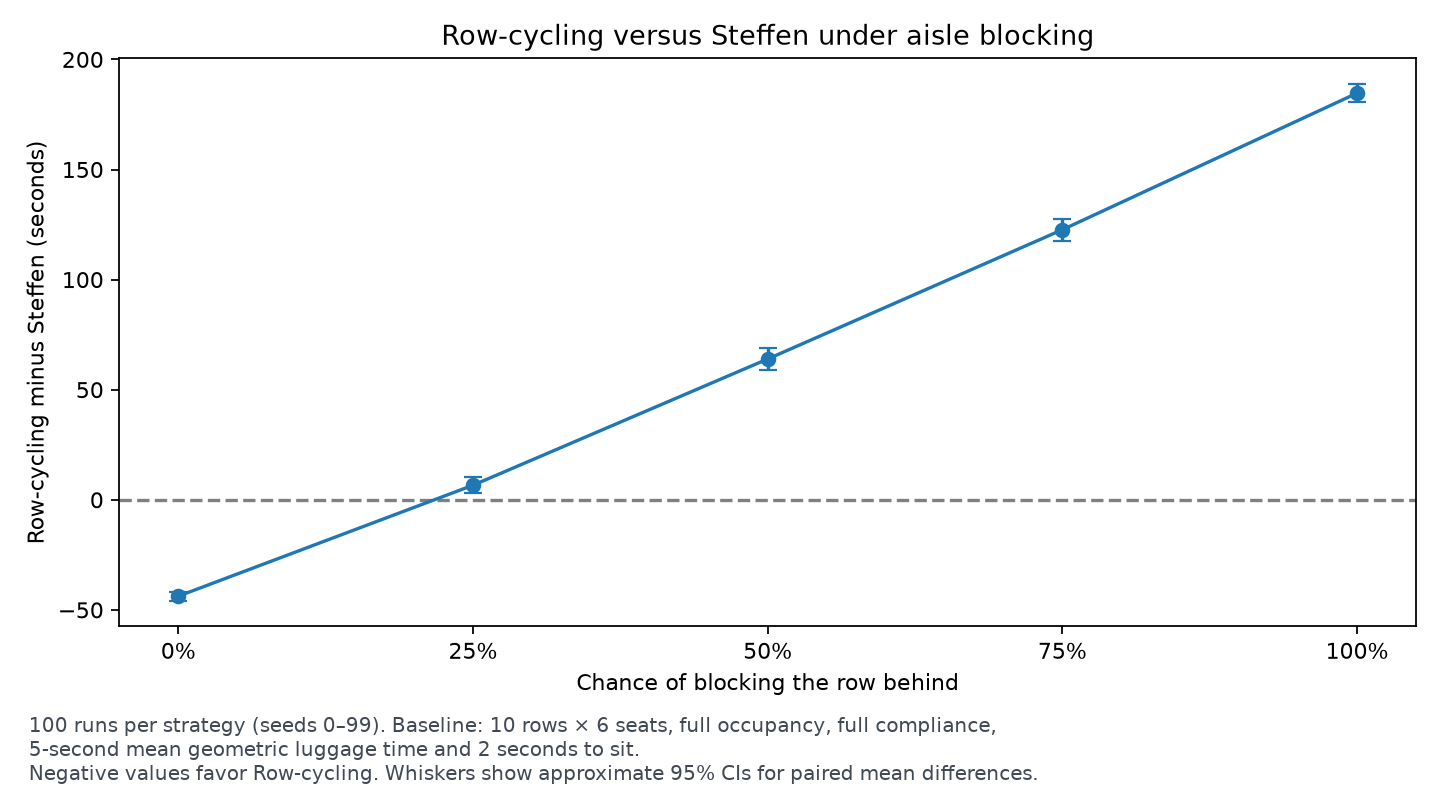 Row-cycling versus Steffen under aisle blocking
Row-cycling minus Steffen (seconds)
200
150
100
50
0
−50
0%
25%
50%
75%
100%
Chance of blocking the row behind
100 runs per strategy (seeds 0–99). Baseline: 10 rows × 6 seats, full occupancy, full compliance,
5-second mean geometric luggage time and 2 seconds to sit.
Negative values favor Row-cycling. Whiskers show approximate 95% CIs for paired mean differences.